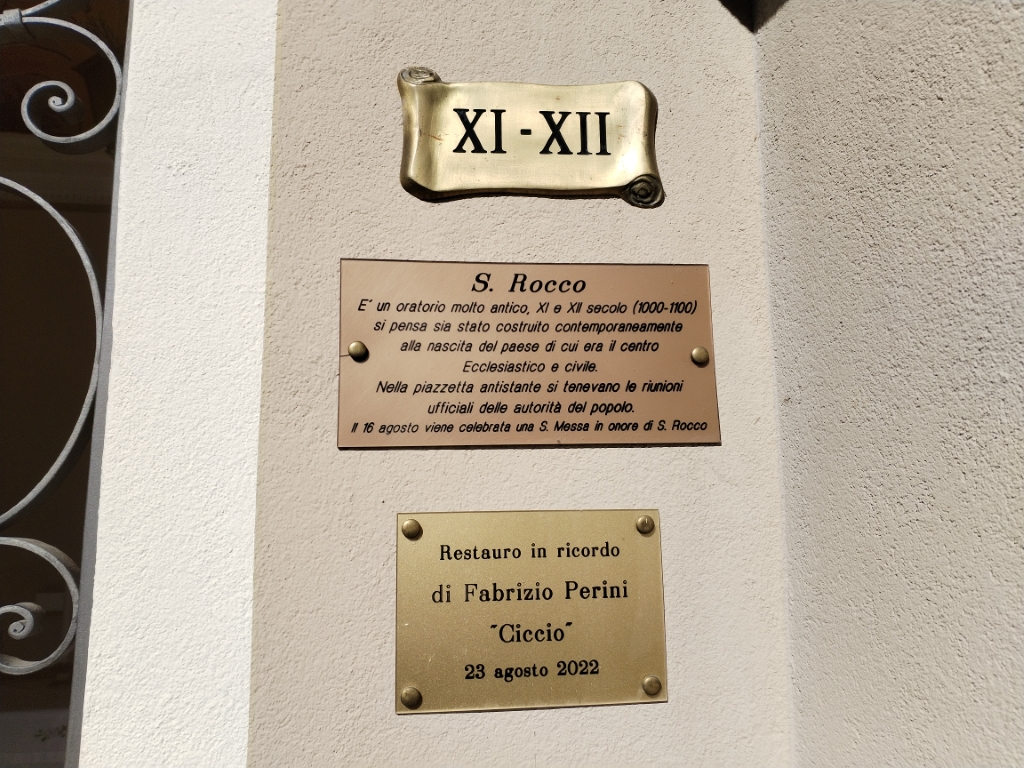 XI - XII
S. Rocco
E' un oratorio molto antico, XI e XII secolo (1000-1100)
si pensa sia stato costruito contemporaneamente
alla nascita del paese di cui era il centro
Ecclesiastico e civile.
Nella piazzetta antistante si tenevano le riunioni
ufficiali delle autorità del popolo.
Il 16 agosto viene celebrata una S. Messa in onore di S. Rocco
Restauro in ricordo
di Fabrizio Perini
"Ciccio"
23 agosto 2022